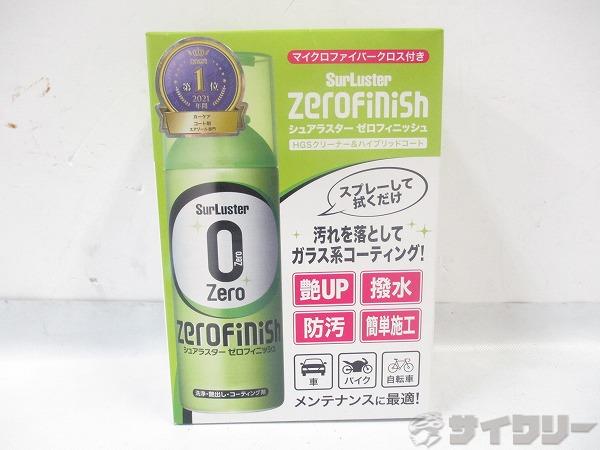 マイクロファイバークロス付き
SurLuster
zerofinish
シュアラスター ゼロフィニッシュ
HGSクリーナー&ハイブリッドコート
第1位
2021
年間
カーケア
コート剤
エアゾール部門
スプレーして
拭くだけ
汚れを落として
ガラス系コーティング!
艶UP
撥水
防汚
簡単施工
車
バイク
自転車
メンテナンスに最適!
SurLuster
0
Zero
Zero
zerofinish
シュアラスター ゼロフィニッシュ
洗浄・艶出し・コーティング剤
サイクリー